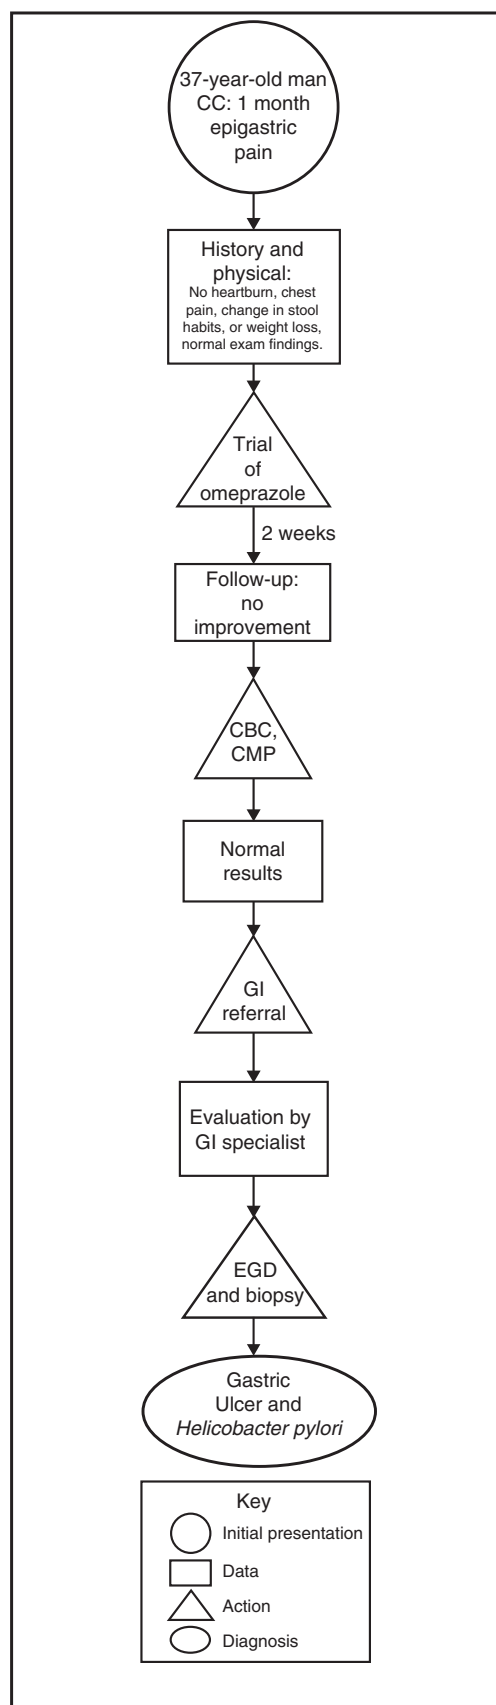 37-year-old man
CC: 1 month
epigastric
pain
History and
physical:
No heartburn, chest
pain, change in stool
habits, or weight loss,
normal exam findings.
Trial
of
omeprazole
2 weeks
Follow-up:
no
improvement
CBC,
CMP
Normal
results
GI
referral
Evaluation by
GI specialist
EGD
and biopsy
Gastric
Ulcer and
Helicobacter pylori
Key
Initial presentation
Data
Action
Diagnosis